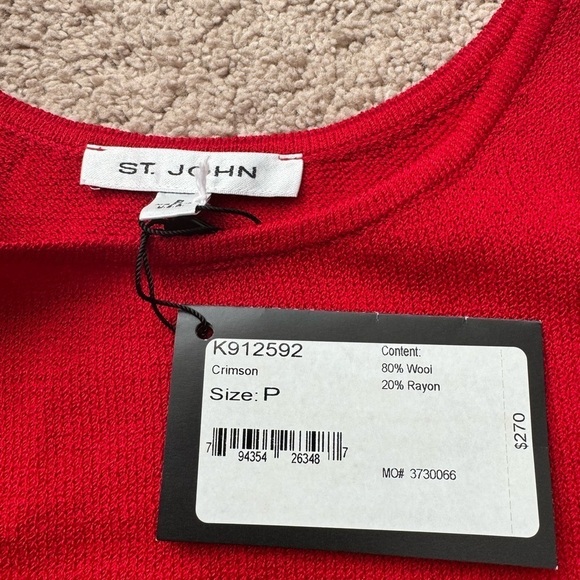 ST. JOHN
K912592
Crimson
Size: P
Content:
80% Wool
20% Rayon
7 94354 26348 7
MO# 3730066
$270